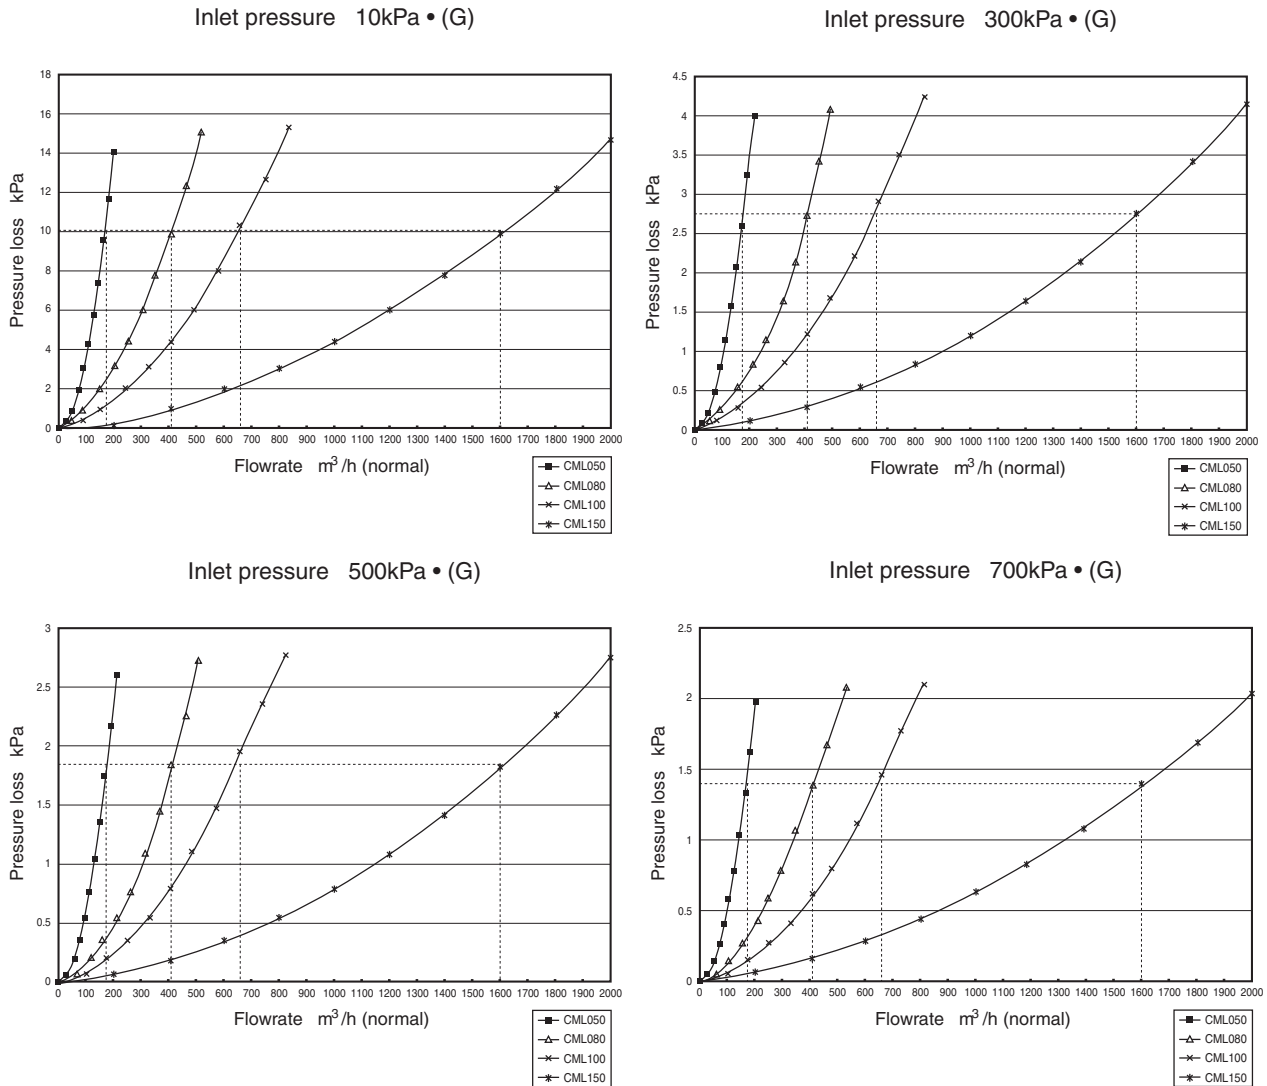 Inlet pressure 10kPa • (G)
18
16
14
12
10
8
6
4
2
0
Pressure loss kPa
0 100 200 300 400 500 600 700 800 900 1000 1100 1200 1300 1400 1500 1600 1700 1800 1900 2000
Flowrate m³/h (normal)
CML050
CML080
CML100
CML150
Inlet pressure 300kPa • (G)
4.5
4
3.5
3
2.5
2
1.5
1
0.5
0
Pressure loss kPa
0 100 200 300 400 500 600 700 800 900 1000 1100 1200 1300 1400 1500 1600 1700 1800 1900 2000
Flowrate m³/h (normal)
CML050
CML080
CML100
CML150
Inlet pressure 500kPa • (G)
3
2.5
2
1.5
1
0.5
0
Pressure loss kPa
0 100 200 300 400 500 600 700 800 900 1000 1100 1200 1300 1400 1500 1600 1700 1800 1900 2000
Flowrate m³/h (normal)
CML050
CML080
CML100
CML150
Inlet pressure 700kPa • (G)
2.5
2
1.5
1
0.5
0
Pressure loss kPa
0 100 200 300 400 500 600 700 800 900 1000 1100 1200 1300 1400 1500 1600 1700 1800 1900 2000
Flowrate m³/h (normal)
CML050
CML080
CML100
CML150